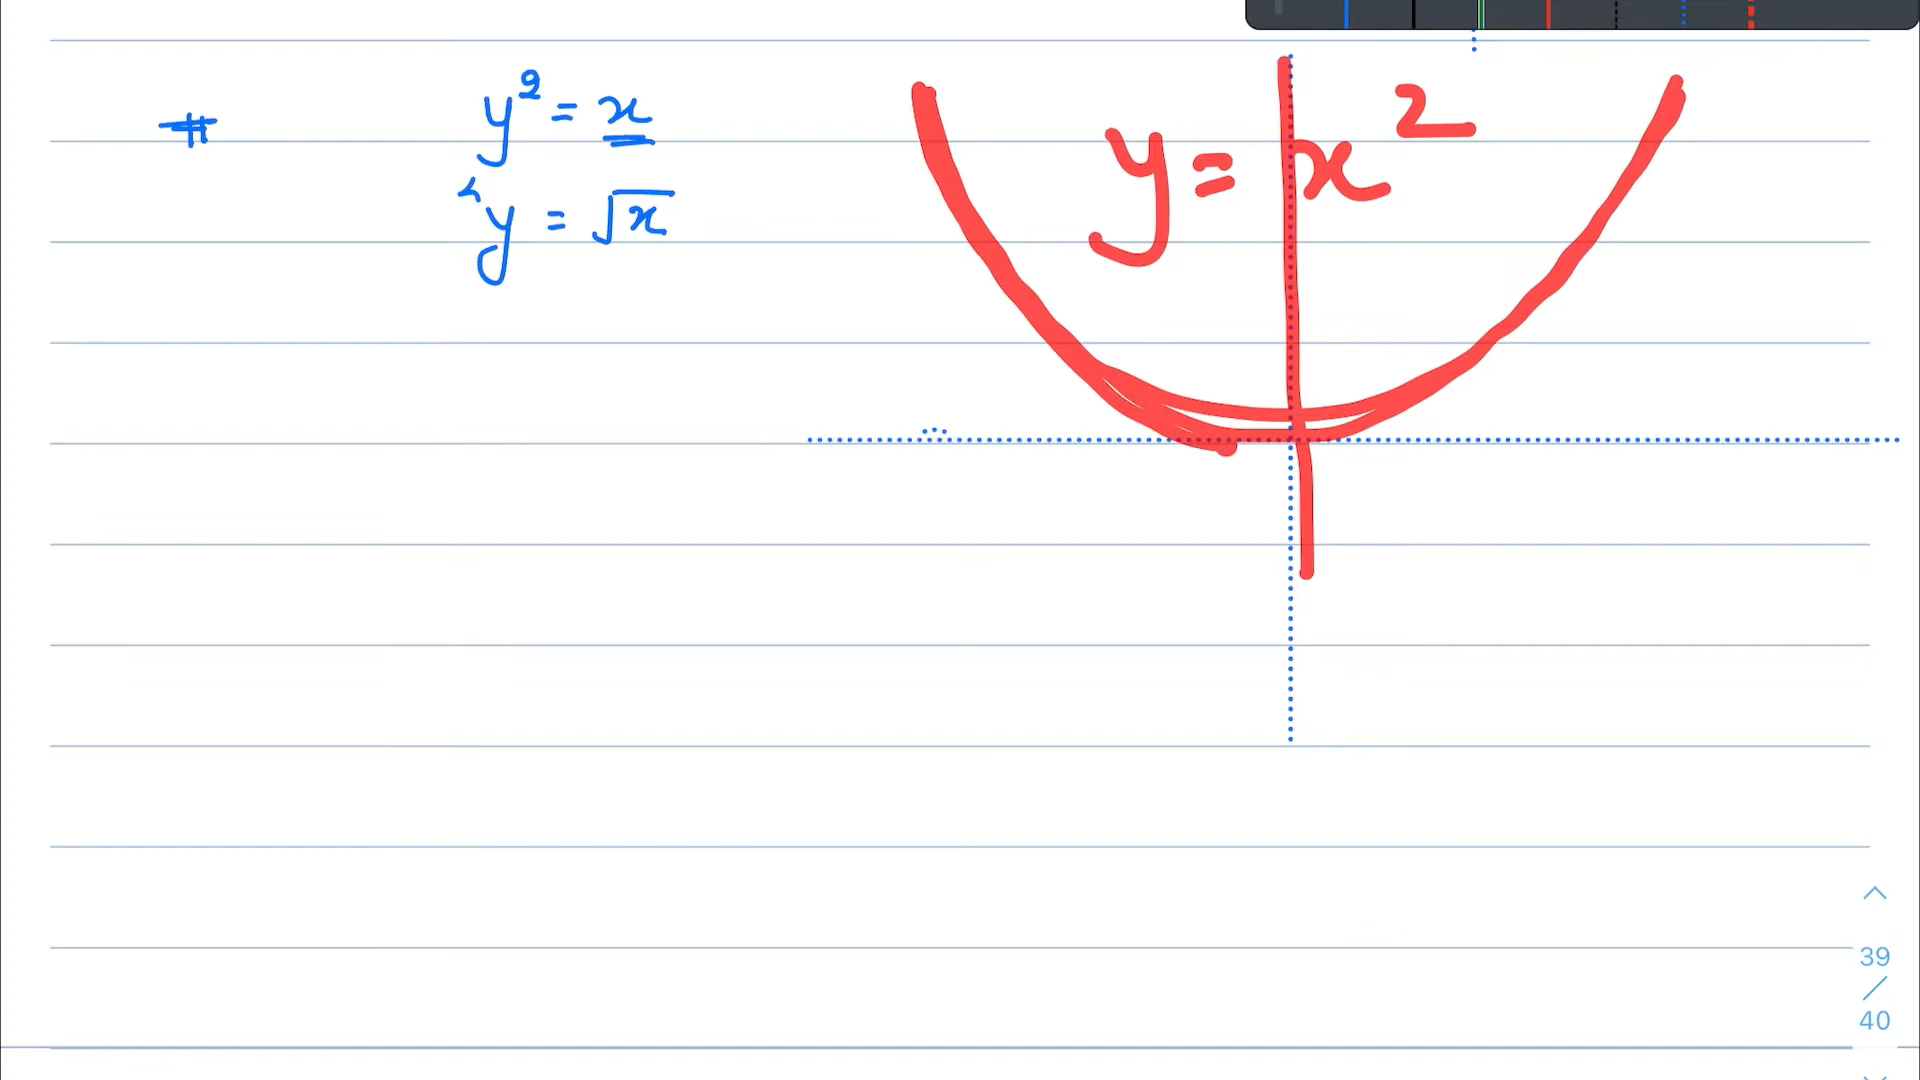 # y² = x
y = √x
y = x²
39
/
40